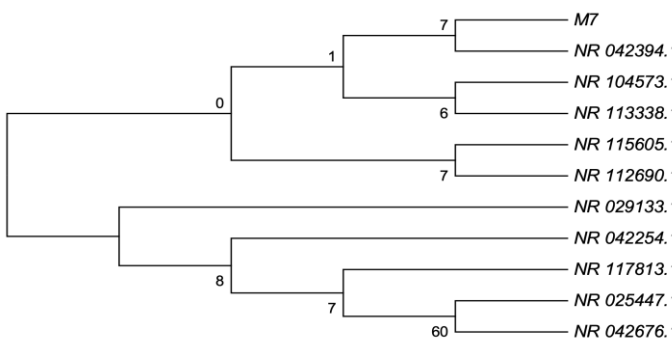 7
M7
NR 042394.
1
NR 104573.
0
6
NR 113338.
NR 115605.
7
NR 112690.
NR 029133.
NR 042254.
8
NR 117813.
7
NR 025447.
60
NR 042676.